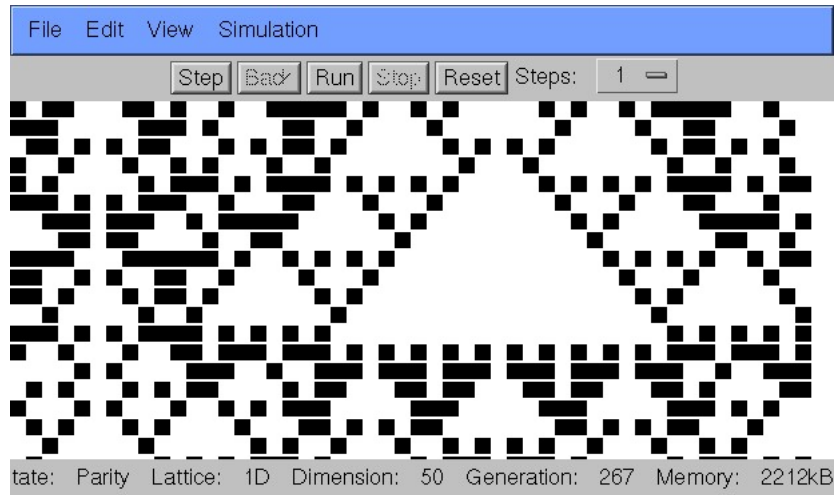 File Edit View Simulation
Step Back Run Stop Reset Steps: 1
tate: Parity Lattice: 1D Dimension: 50 Generation: 267 Memory: 2212kB